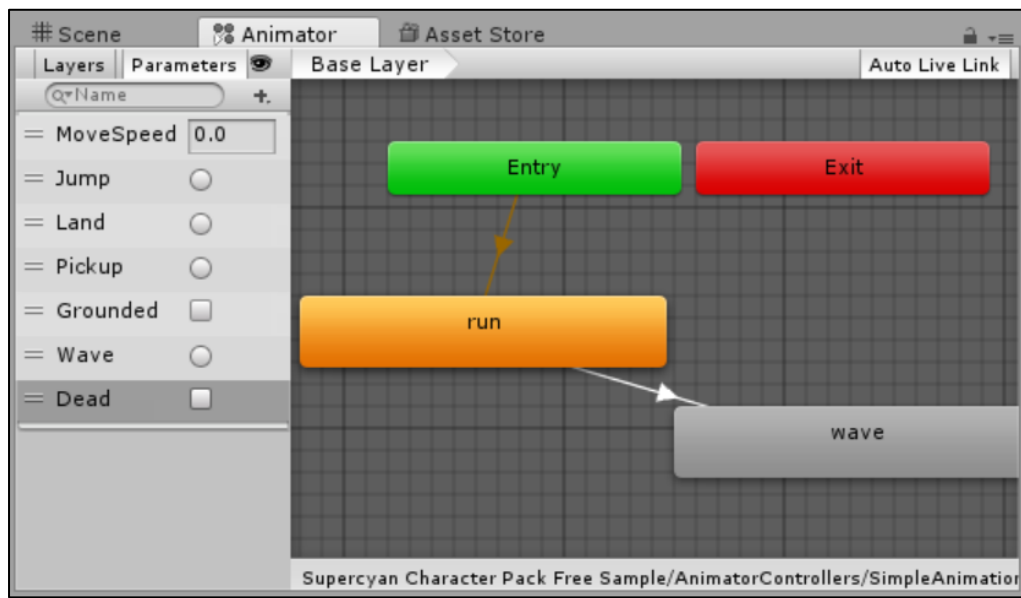 Scene Animator Asset Store
Layers Parameters Base Layer Auto Live Link
Name
MoveSpeed 0.0
Jump
Land
Pickup
Grounded
Wave
Dead
Entry Exit
run
wave
Supercyan Character Pack Free Sample/AnimatorControllers/SimpleAnimation